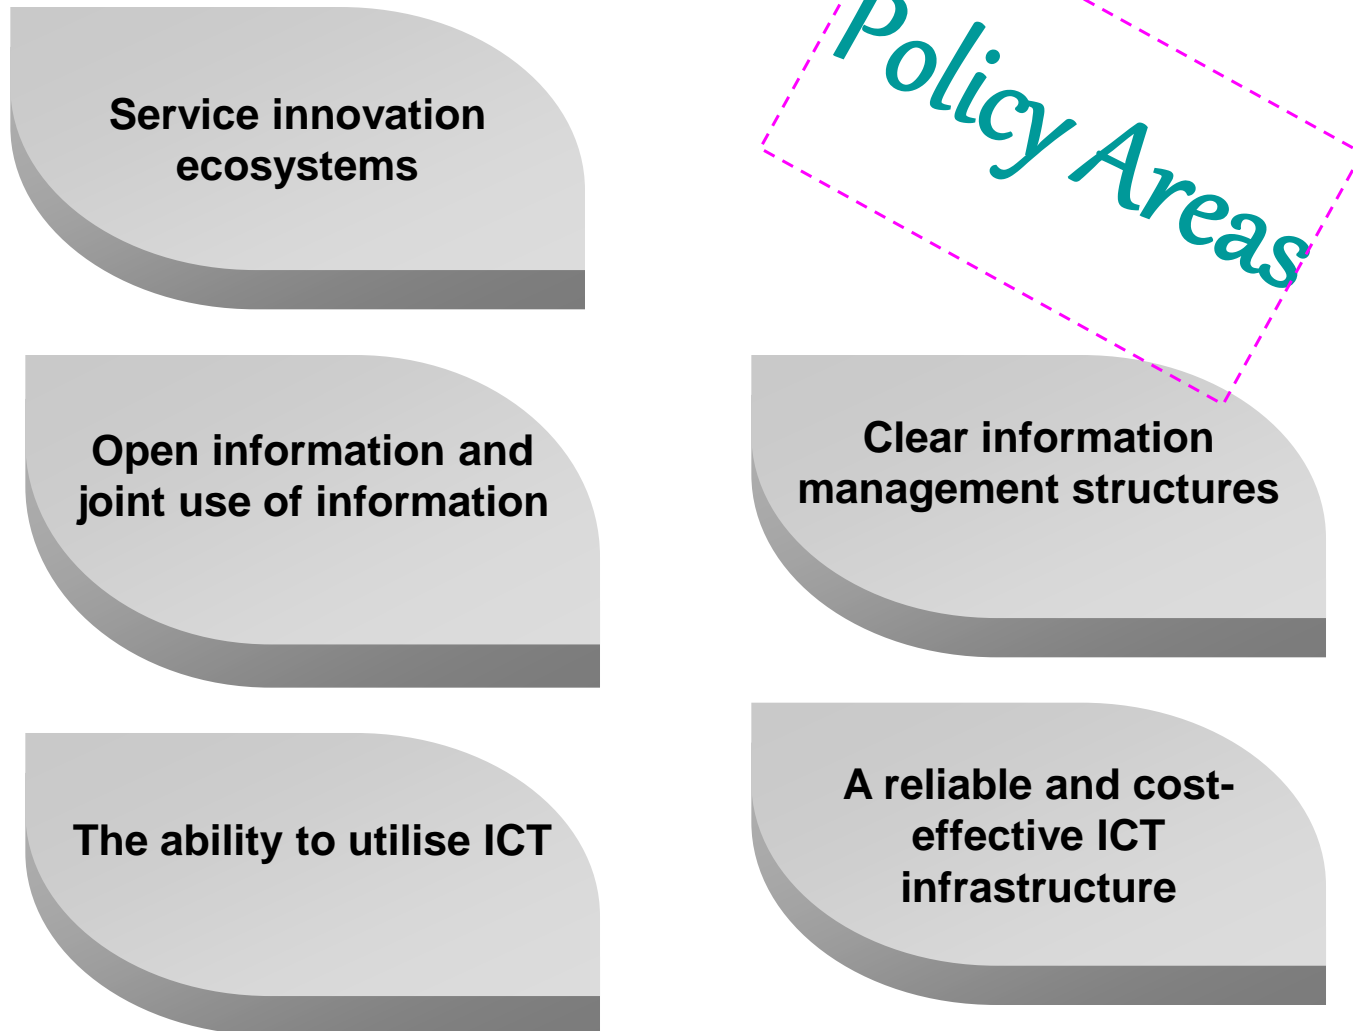 Policy Areas
Service innovation
ecosystems
Open information and
joint use of information
Clear information
management structures
The ability to utilise ICT
A reliable and cost-
effective ICT
infrastructure